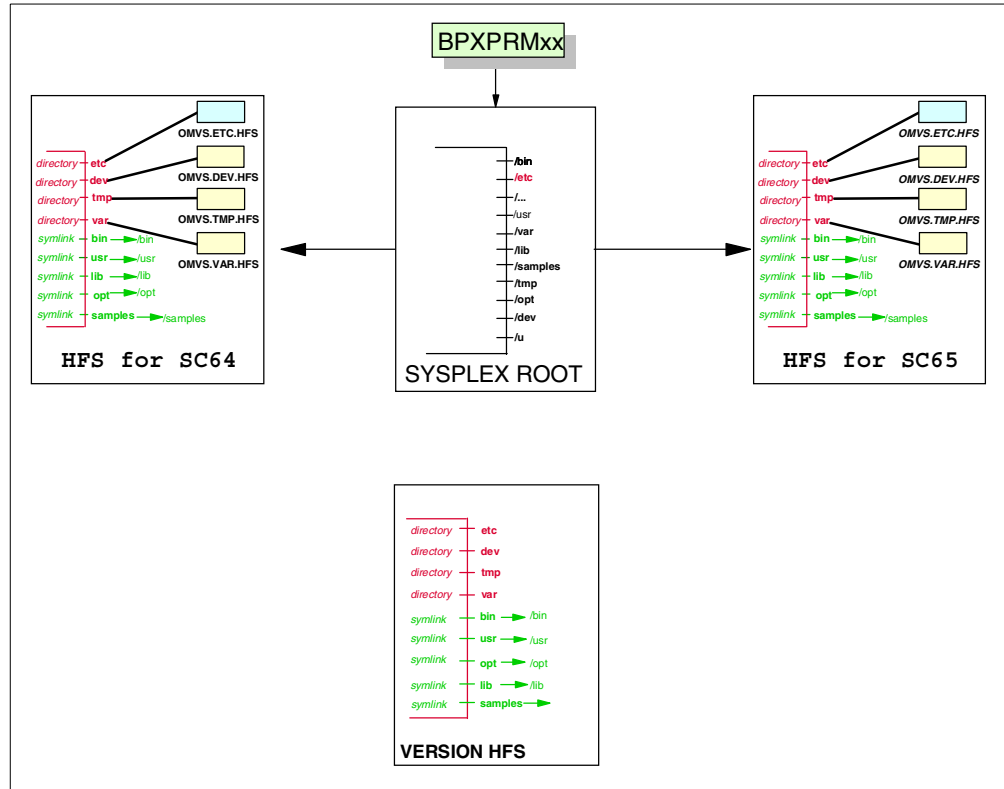 BPXPRMxx
OMVS.ETC.HFS
directory etc
OMVS.DEV.HFS
directory dev
directory tmp
OMVS.TMP.HFS
directory var
symlink bin /bin
OMVS.VAR.HFS
symlink usr /usr
symlink lib /lib
symlink opt /opt
symlink samples /samples
HFS for SC64
/bin
/etc
/...
/usr
/var
/lib
/samples
/tmp
/opt
/dev
/u
SYSPLEX ROOT
OMVS.ETC.HFS
directory etc
OMVS.DEV.HFS
directory dev
directory tmp
OMVS.TMP.HFS
directory var
symlink bin /bin
OMVS.VAR.HFS
symlink usr /usr
symlink lib /lib
symlink opt /opt
symlink samples /samples
HFS for SC65
directory etc
directory dev
directory tmp
directory var
symlink bin /bin
symlink usr /usr
symlink opt /opt
symlink lib /lib
symlink samples
VERSION HFS